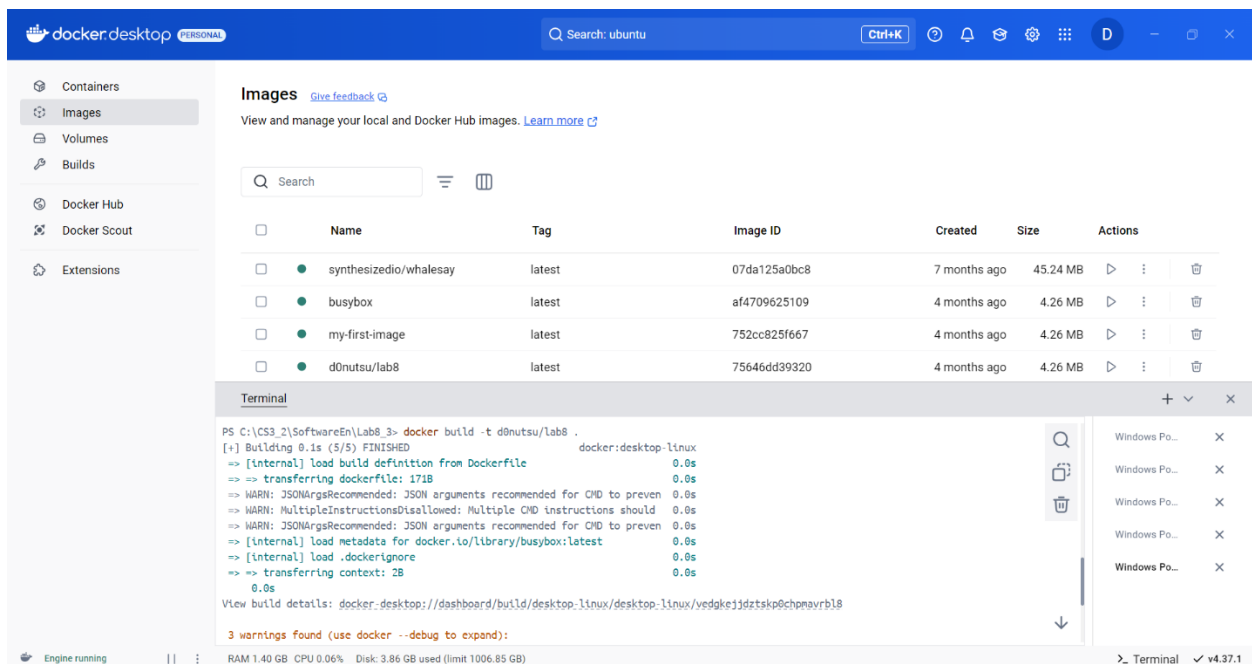 docker.desktop PERSONAL
Search: ubuntu
Ctrl+K
D
Containers
Images
Volumes
Builds
Docker Hub
Docker Scout
Extensions
Images Give feedback
View and manage your local and Docker Hub images. Learn more
Search
Name Tag Image ID Created Size Actions
synthesizedio/whalesay latest 07da125a0bc8 7 months ago 45.24 MB
busybox latest af4709625109 4 months ago 4.26 MB
my-first-image latest 752cc825f667 4 months ago 4.26 MB
d0nutsu/lab8 latest 75646dd39320 4 months ago 4.26 MB
Terminal
PS C:\CS3_2\SoftwareEn\Lab8_3> docker build -t d0nutsu/lab8 .
[+] Building 0.1s (5/5) FINISHED docker:desktop-linux
=> [internal] load build definition from Dockerfile 0.0s
=> => transferring dockerfile: 171B 0.0s
=> WARN: JSONArgsRecommended: JSON arguments recommended for CMD to preven 0.0s
=> WARN: MultipleInstructionsDisallowed: Multiple CMD instructions should 0.0s
=> WARN: JSONArgsRecommended: JSON arguments recommended for CMD to preven 0.0s
=> [internal] load metadata for docker.io/library/busybox:latest 0.0s
=> [internal] load .dockerignore 0.0s
=> => transferring context: 2B 0.0s
0.0s
View build details: docker-desktop://dashboard/build/desktop-linux/desktop-linux/vedgkejjdztskp0chpmavrbl8
3 warnings found (use docker --debug to expand):
Windows Po...
Windows Po...
Windows Po...
Windows Po...
Windows Po...
Engine running
RAM 1.40 GB CPU 0.06% Disk: 3.86 GB used (limit 1006.85 GB)
Terminal
v4.37.1